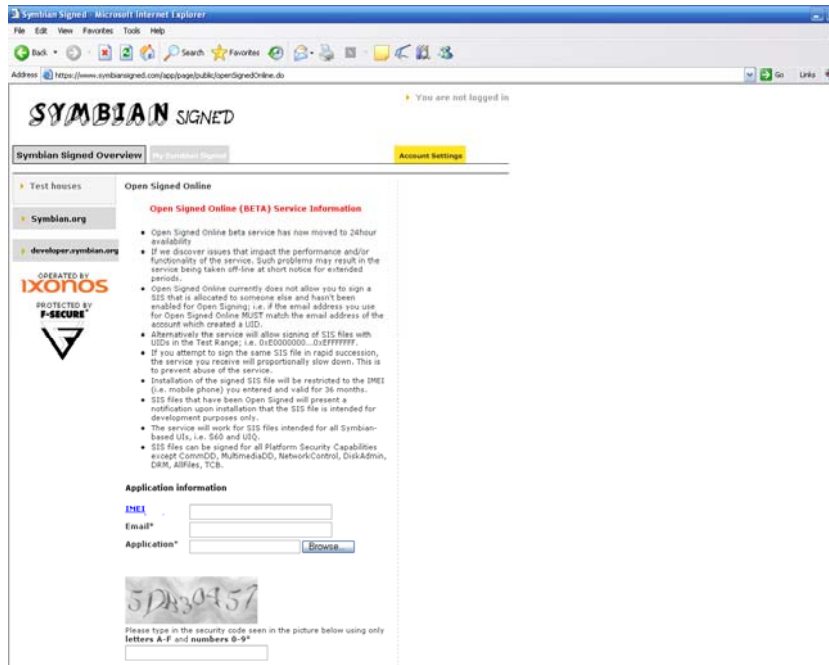 Symbian Signed - Microsoft Internet Explorer
File Edit View Favorites Tools Help
Back Search Favorites
Address https://www.symbiansigned.com/app/page/public/openSignedOnline.do Go Links
You are not logged in
SYMBIAN SIGNED
Symbian Signed Overview My Symbian Signed Account Settings
Test houses
Symbian.org
developer.symbian.org
OPERATED BY
IXONOS
PROTECTED BY
F-SECURE
Open Signed Online
Open Signed Online (BETA) Service Information
Open Signed Online beta service has now moved to 24hour
availability
If we discover issues that impact the performance and/or
functionality of the service. Such problems may result in the
service being taken off-line at short notice for extended
periods.
Open Signed Online currently does not allow you to sign a
SIS that is allocated to someone else and hasn't been
enabled for Open Signing; i.e. if the email address you use
for Open Signed Online MUST match the email address of the
account which created a UID.
Alternatively the service will allow signing of SIS files with
UIDs in the Test Range; i.e. 0xE0000000...0xEFFFFFFF.
If you attempt to sign the same SIS file in rapid succession,
the service you receive will proportionally slow down. This is
to prevent abuse of the service.
Installation of the signed SIS file will be restricted to the IMEI
(i.e. mobile phone) you entered and valid for 36 months.
SIS files that have been Open Signed will present a
notification upon installation that the SIS file is intended for
development purposes only.
The service will work for SIS files intended for all Symbian-
based UIs, i.e. S60 and UIQ.
SIS files can be signed for all Platform Security Capabilities
except CommDD, MultimediaDD, NetworkControl, DiskAdmin,
DRM, AllFiles, TCB.
Application information
IMEI
Email*
Application* Browse...
Please type in the security code seen in the picture below using only
letters A-F and numbers 0-9*